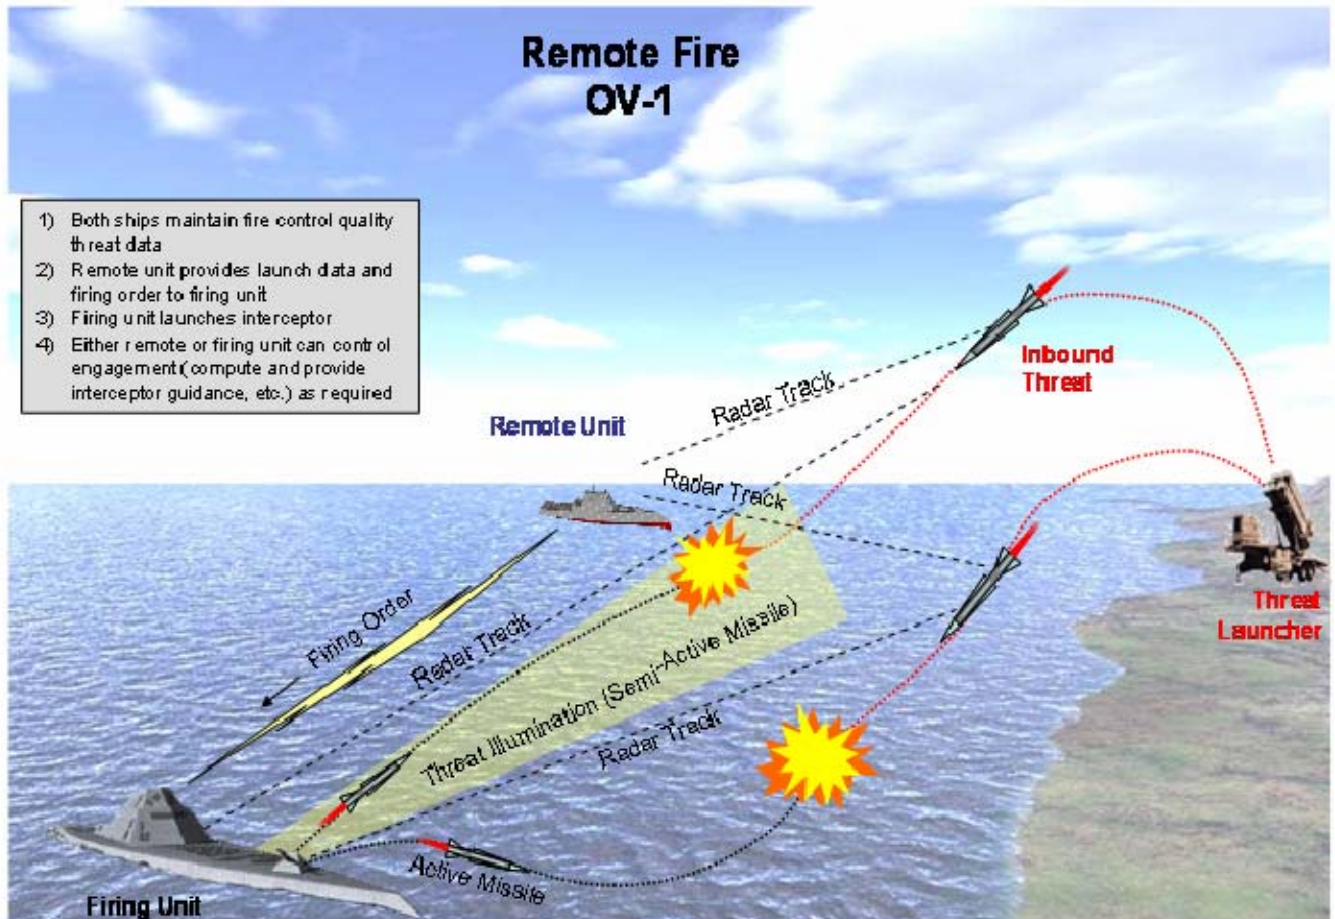 Remote Fire
OV-1
1) Both ships maintain fire control quality
threat data
2) Remote unit provides launch data and
firing order to firing unit
3) Firing unit launches interceptor
4) Either remote or firing unit can control
engagement( compute and provide
interceptor guidance, etc.) as required
Inbound
Threat
Radar Track
Remote Unit
Radar Track
Firing Order
Radar Track
Threat Illumination (Semi-Active Missile)
Radar Track
Threat
Launcher
Active Missile
Firing Unit